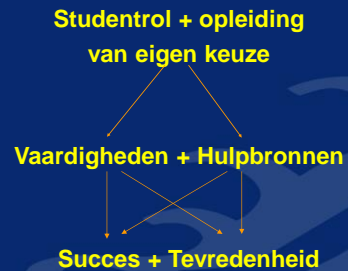 Studentrol + opleiding
van eigen keuze
Vaardigheden + Hulpbronnen
Succes + Tevredenheid